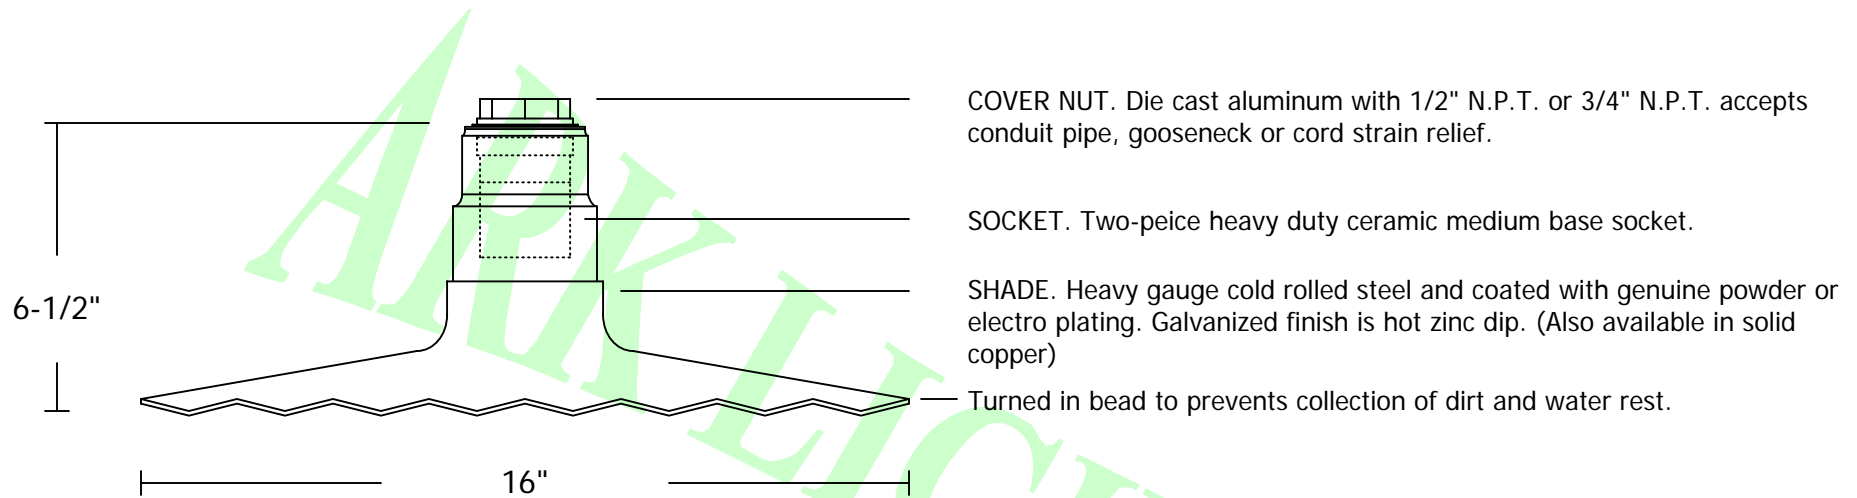 COVER NUT. Die cast aluminum with 1/2" N.P.T. or 3/4" N.P.T. accepts
conduit pipe, gooseneck or cord strain relief.
SOCKET. Two-peice heavy duty ceramic medium base socket.
6-1/2"
SHADE. Heavy gauge cold rolled steel and coated with genuine powder or
electro plating. Galvanized finish is hot zinc dip. (Also available in solid
copper)
Turned in bead to prevents collection of dirt and water rest.
16"
ARK LIG